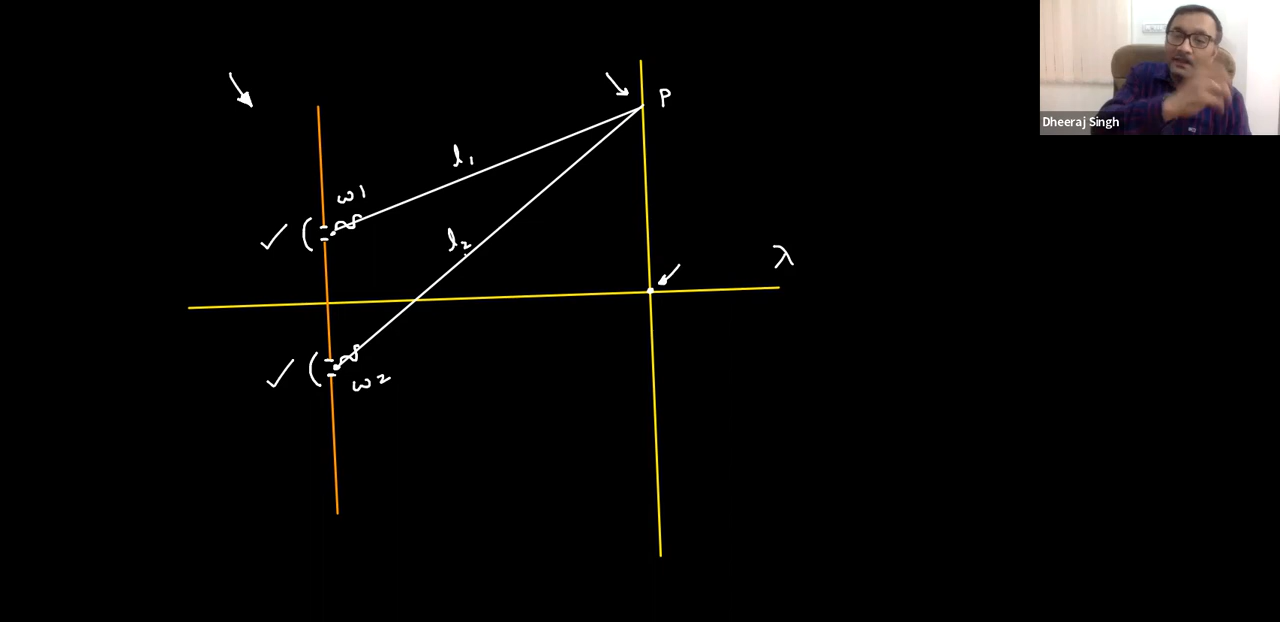 P
l₁
ω1
l₂
λ
ω2
Dheeraj Singh